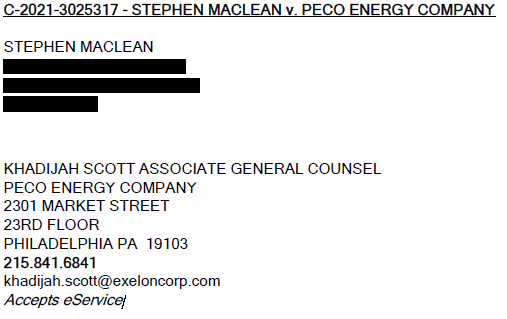 C-2021-3025317 - STEPHEN MACLEAN v. PECO ENERGY COMPANY
STEPHEN MACLEAN
KHADIJAH SCOTT ASSOCIATE GENERAL COUNSEL
PECO ENERGY COMPANY
2301 MARKET STREET
23RD FLOOR
PHILADELPHIA PA  19103
215.841.6841
khadijah.scott@exeloncorp.com
Accepts eService